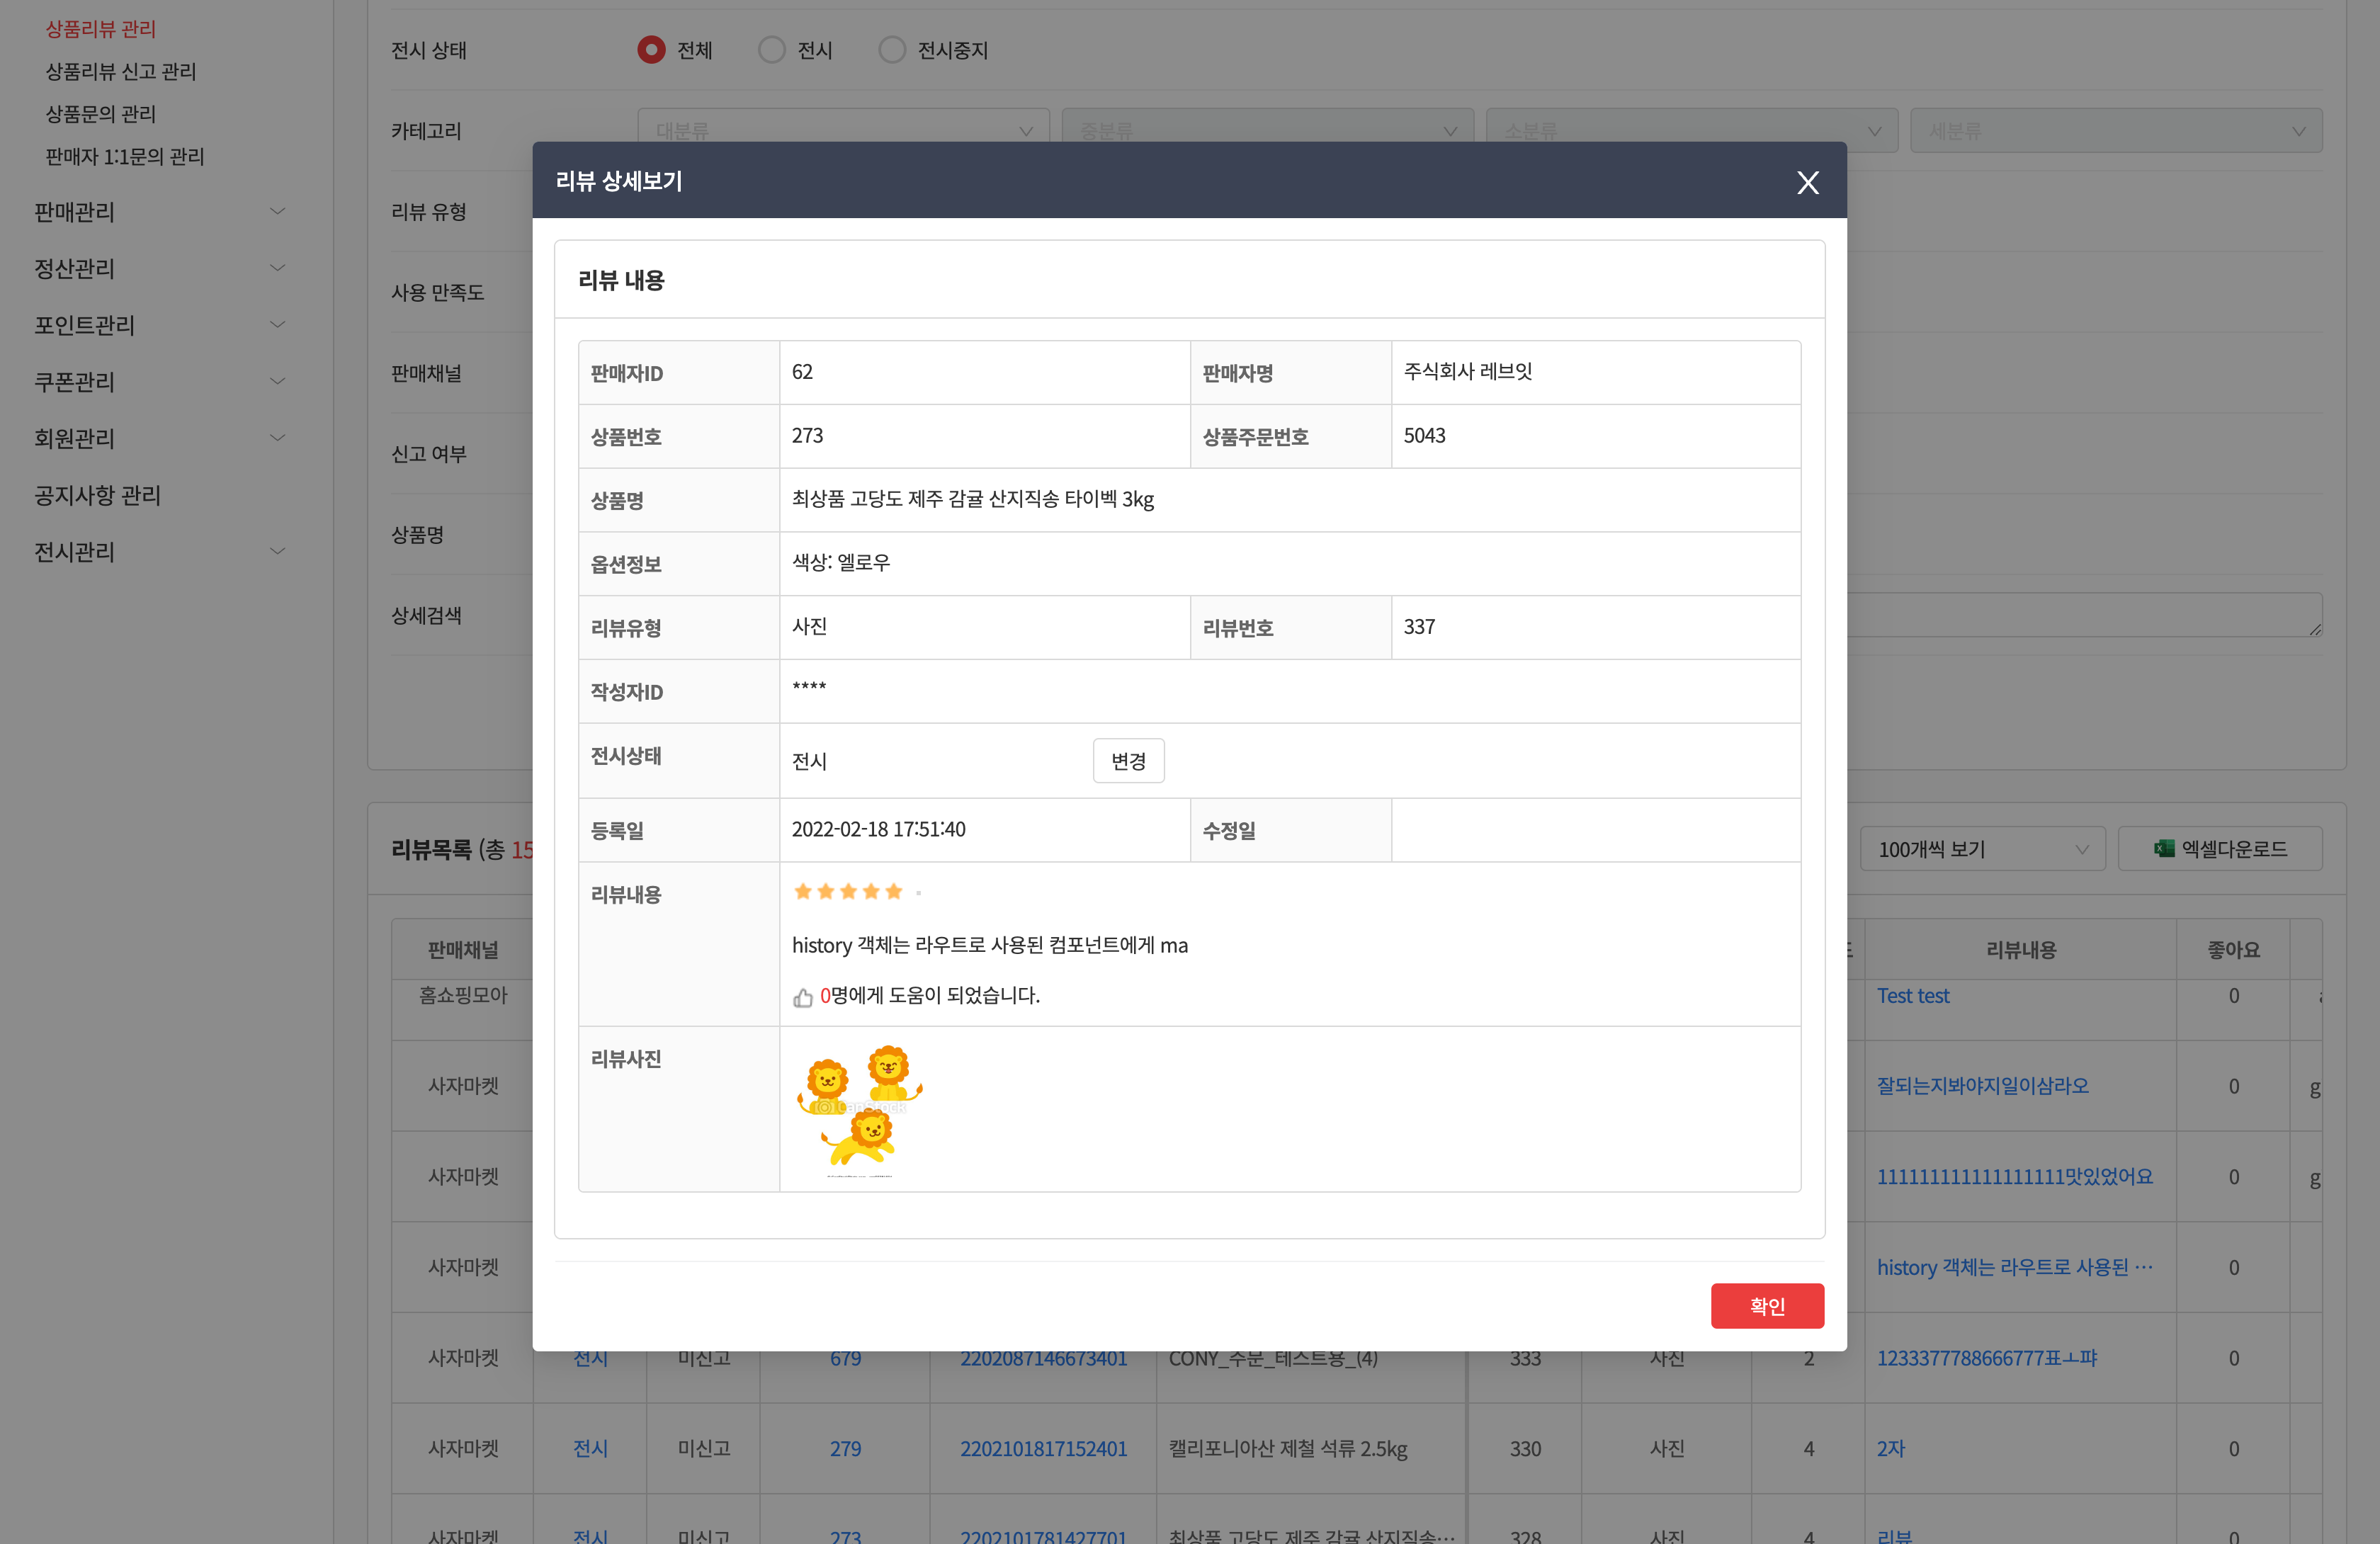 상품리뷰 관리
상품리뷰 신고 관리
상품문의 관리
판매자 1:1문의 관리
판매관리
정산관리
포인트관리
쿠폰관리
회원관리
공지사항 관리
전시관리
전시 상태 전체 전시 전시중지
카테고리 대분류 중분류 소분류 세분류
리뷰 유형
사용 만족도
판매채널
신고 여부
상품명
상세검색
리뷰 상세보기 X
리뷰 내용
판매자ID 62 판매자명 주식회사 레브잇
상품번호 273 상품주문번호 5043
상품명 최상품 고당도 제주 감귤 산지직송 타이벡 3kg
옵션정보 색상: 엘로우
리뷰유형 사진 리뷰번호 337
작성자ID ****
전시상태 전시 변경
등록일 2022-02-18 17:51:40 수정일
리뷰내용
history 객체는 라우트로 사용된 컴포넌트에게 ma
0명에게 도움이 되었습니다.
리뷰사진
CanStock
확인
리뷰목록 (총 15
100개씩 보기 엑셀다운로드
판매채널 리뷰내용 좋아요
홈쇼핑모아 Test test 0
사자마켓 잘되는지봐야지일이삼라오 0 g
사자마켓 111111111111111111맛있었어요 0 g
사자마켓 history 객체는 라우트로 사용된 ··· 0
사자마켓 전시 미신고 679 2202087146673401 CONY_주문_테스트용_(4) 333 사진 2 1233377788666777표ㅗ퍄 0
사자마켓 전시 미신고 279 2202101817152401 캘리포니아산 제철 석류 2.5kg 330 사진 4 2자 0
사자마켓 전시 미신고 273 2202101781427701 최상품 고당도 제주 감귤 산지직송··· 328 사진 4 리뷰 0